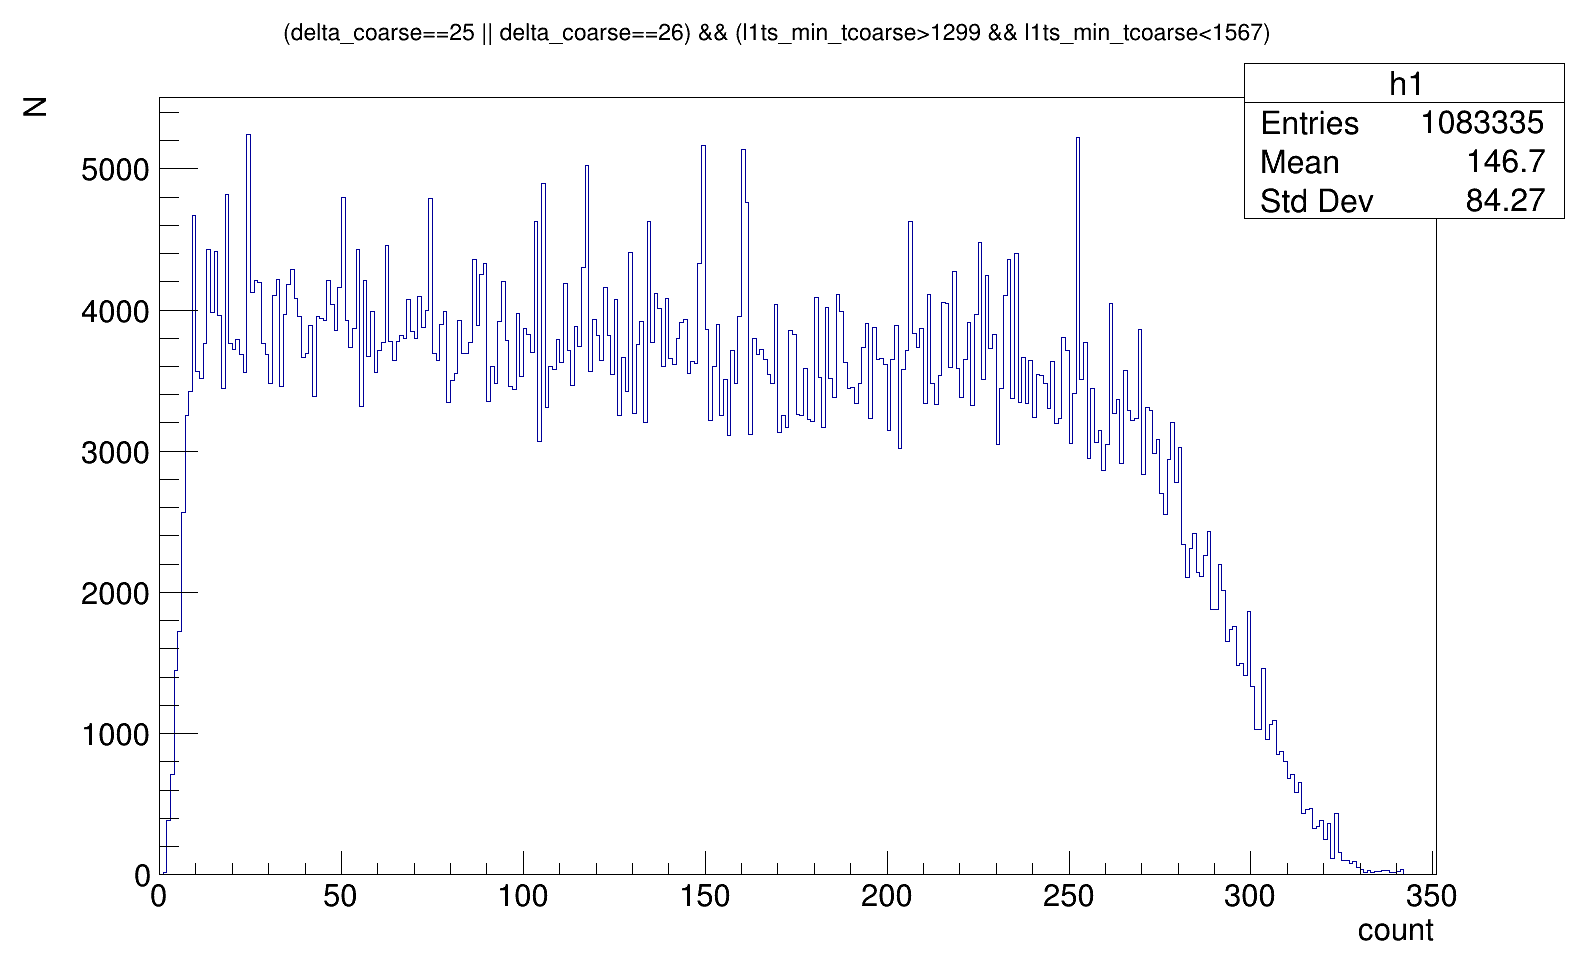 (delta_coarse==25 || delta_coarse==26) && (l1ts_min_tcoarse>1299 && l1ts_min_tcoarse<1567)
h1
Entries 1083335
Mean 146.7
Std Dev 84.27
N
5000
4000
3000
2000
1000
0
0 50 100 150 200 250 300 350
count